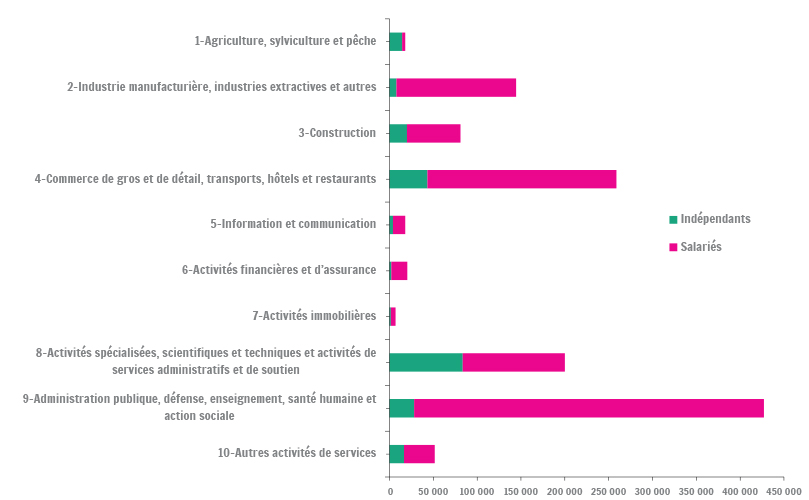 1-Agriculture, sylviculture et pêche
2-Industrie manufacturière, industries extractives et autres
3-Construction
4-Commerce de gros et de détail, transports, hôtels et restaurants
5-Information et communication
6-Activités financières et d'assurance
7-Activités immobilières
8-Activités spécialisées, scientifiques et techniques et activités de
services administratifs et de soutien
9-Administration publique, défense, enseignement, santé humaine et
action sociale
10-Autres activités de services
Indépendants
Salariés
0 50 000 100 000 150 000 200 000 250 000 300 000 350 000 400 000 450 000